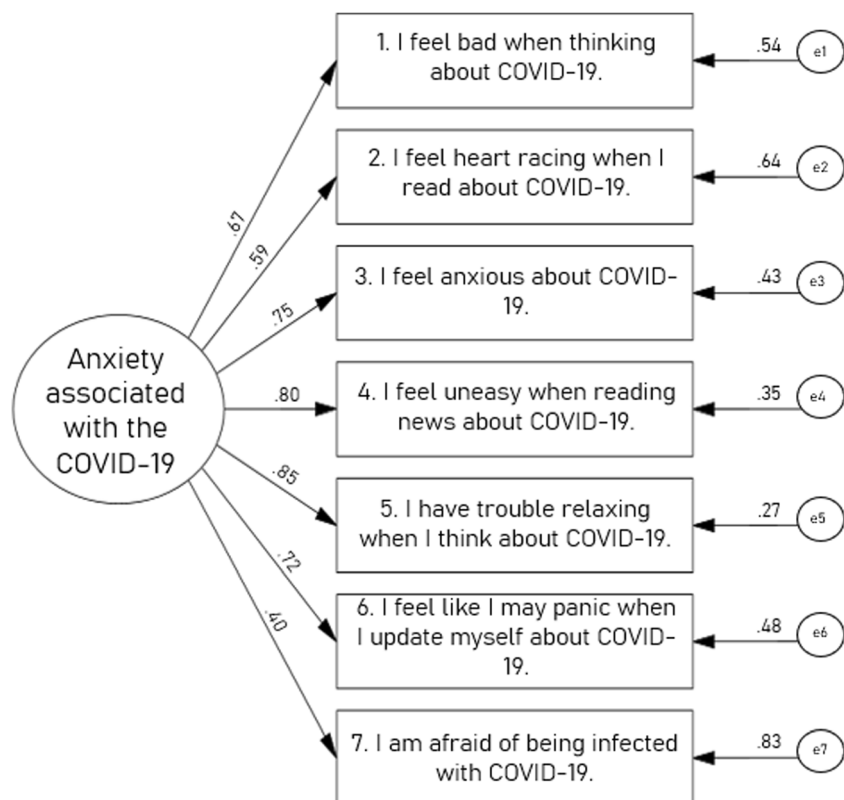 1. I feel bad when thinking
about COVID-19.
.54
e1
2. I feel heart racing when I
read about COVID-19.
.64
e2
.67
.59
3. I feel anxious about COVID-
19.
.43
e3
.75
Anxiety
associated
with the
COVID-19
.80
4. I feel uneasy when reading
news about COVID-19.
.35
e4
.85
5. I have trouble relaxing
when I think about COVID-19.
.27
e5
.72
6. I feel like I may panic when
I update myself about COVID-
19.
.48
e6
.40
7. I am afraid of being infected
with COVID-19.
.83
e7